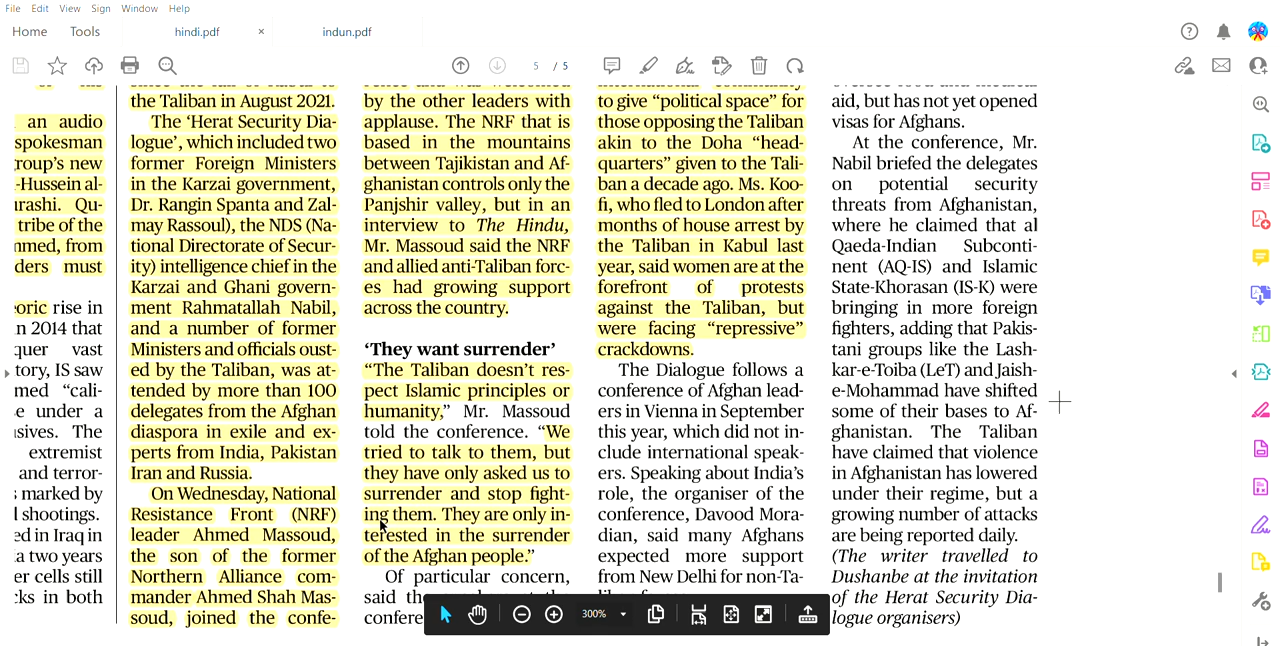 File Edit View Sign Window Help
Home Tools hindi.pdf × indun.pdf
5 / 5
an audio
spokesman
roup's new
-Hussein al-
urashi. Qu-
tribe of the
mmed, from
ders must
eoric rise in
n 2014 that
quer vast
tory, IS saw
med “cali-
e under a
sives. The
extremist
and terror-
s marked by
l shootings.
ed in Iraq in
a two years
er cells still
cks in both
the Taliban in August 2021.
The ‘Herat Security Dia-
logue’, which included two
former Foreign Ministers
in the Karzai government,
Dr. Rangin Spanta and Zal-
may Rassoul), the NDS (Na-
tional Directorate of Secur-
ity) intelligence chief in the
Karzai and Ghani govern-
ment Rahmatallah Nabil,
and a number of former
Ministers and officials oust-
ed by the Taliban, was at-
tended by more than 100
delegates from the Afghan
diaspora in exile and ex-
perts from India, Pakistan
Iran and Russia.
On Wednesday, National
Resistance Front (NRF)
leader Ahmed Massoud,
the son of the former
Northern Alliance com-
mander Ahmed Shah Mas-
soud, joined the confe-
by the other leaders with
applause. The NRF that is
based in the mountains
between Tajikistan and Af-
ghanistan controls only the
Panjshir valley, but in an
interview to The Hindu,
Mr. Massoud said the NRF
and allied anti-Taliban forc-
es had growing support
across the country.
‘They want surrender’
“The Taliban doesn't res-
pect Islamic principles or
humanity,” Mr. Massoud
told the conference. “We
tried to talk to them, but
they have only asked us to
surrender and stop fight-
ing them. They are only in-
terested in the surrender
of the Afghan people.”
Of particular concern,
said the
confere
to give “political space” for
those opposing the Taliban
akin to the Doha “head-
quarters” given to the Tali-
ban a decade ago. Ms. Koo-
fi, who fled to London after
months of house arrest by
the Taliban in Kabul last
year, said women are at the
forefront of protests
against the Taliban, but
were facing “repressive”
crackdowns.
The Dialogue follows a
conference of Afghan lead-
ers in Vienna in September
this year, which did not in-
clude international speak-
ers. Speaking about India's
role, the organiser of the
conference, Davood Mora-
dian, said many Afghans
expected more support
from New Delhi for non-Ta-
aid, but has not yet opened
visas for Afghans.
At the conference, Mr.
Nabil briefed the delegates
on potential security
threats from Afghanistan,
where he claimed that al
Qaeda-Indian Subconti-
nent (AQ-IS) and Islamic
State-Khorasan (IS-K) were
bringing in more foreign
fighters, adding that Pakis-
tani groups like the Lash-
kar-e-Toiba (LeT) and Jaish-
e-Mohammad have shifted
some of their bases to Af-
ghanistan. The Taliban
have claimed that violence
in Afghanistan has lowered
under their regime, but a
growing number of attacks
are being reported daily.
(The writer travelled to
Dushanbe at the invitation
of the Herat Security Dia-
logue organisers)
300%